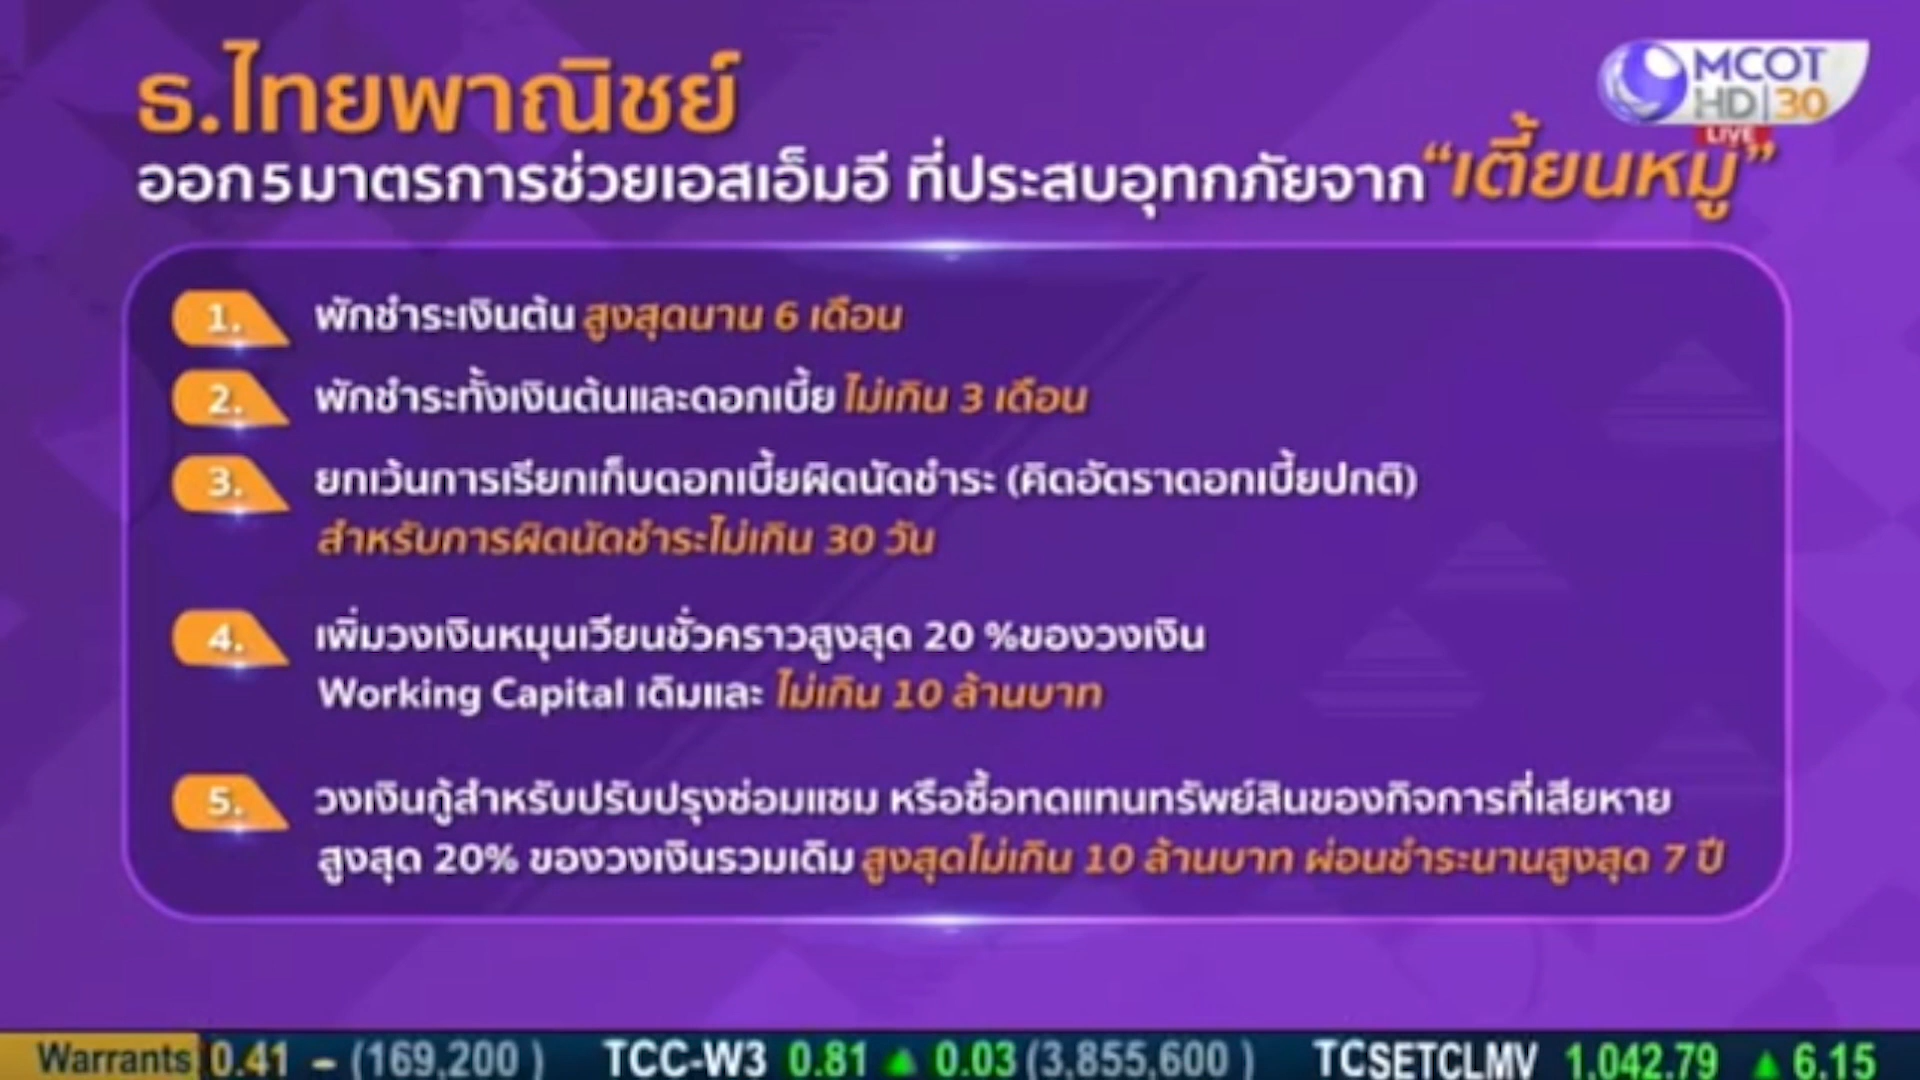 ธ.ไทยพาณิชย์
MCOT
HD|30
LIVE
ออก 5 มาตรการช่วยเอสเอ็มอี ที่ประสบอุทกภัยจาก “เตี้ยนหมู่”
1. พักชำระเงินต้น สูงสุดนาน 6 เดือน
2. พักชำระทั้งเงินต้นและดอกเบี้ย ไม่เกิน 3 เดือน
3. ยกเว้นการเรียกเก็บดอกเบี้ยผิดนัดชำระ (คิดอัตราดอกเบี้ยปกติ)
สำหรับการผิดนัดชำระไม่เกิน 30 วัน
4. เพิ่มวงเงินหมุนเวียนชั่วคราวสูงสุด 20 %ของวงเงิน
Working Capital เดิมและ ไม่เกิน 10 ล้านบาท
5. วงเงินกู้สำหรับปรับปรุงซ่อมแซม หรือซื้อทดแทนทรัพย์สินของกิจการที่เสียหาย
สูงสุด 20% ของวงเงินรวมเดิม สูงสุดไม่เกิน 10 ล้านบาท ผ่อนชำระนานสูงสุด 7 ปี
Warrants 0.41 – (169,200 ) TCC-W3 0.81 ▲ 0.03 (3,855,600 ) TC SETCLMV 1,042.79 ▲ 6.15